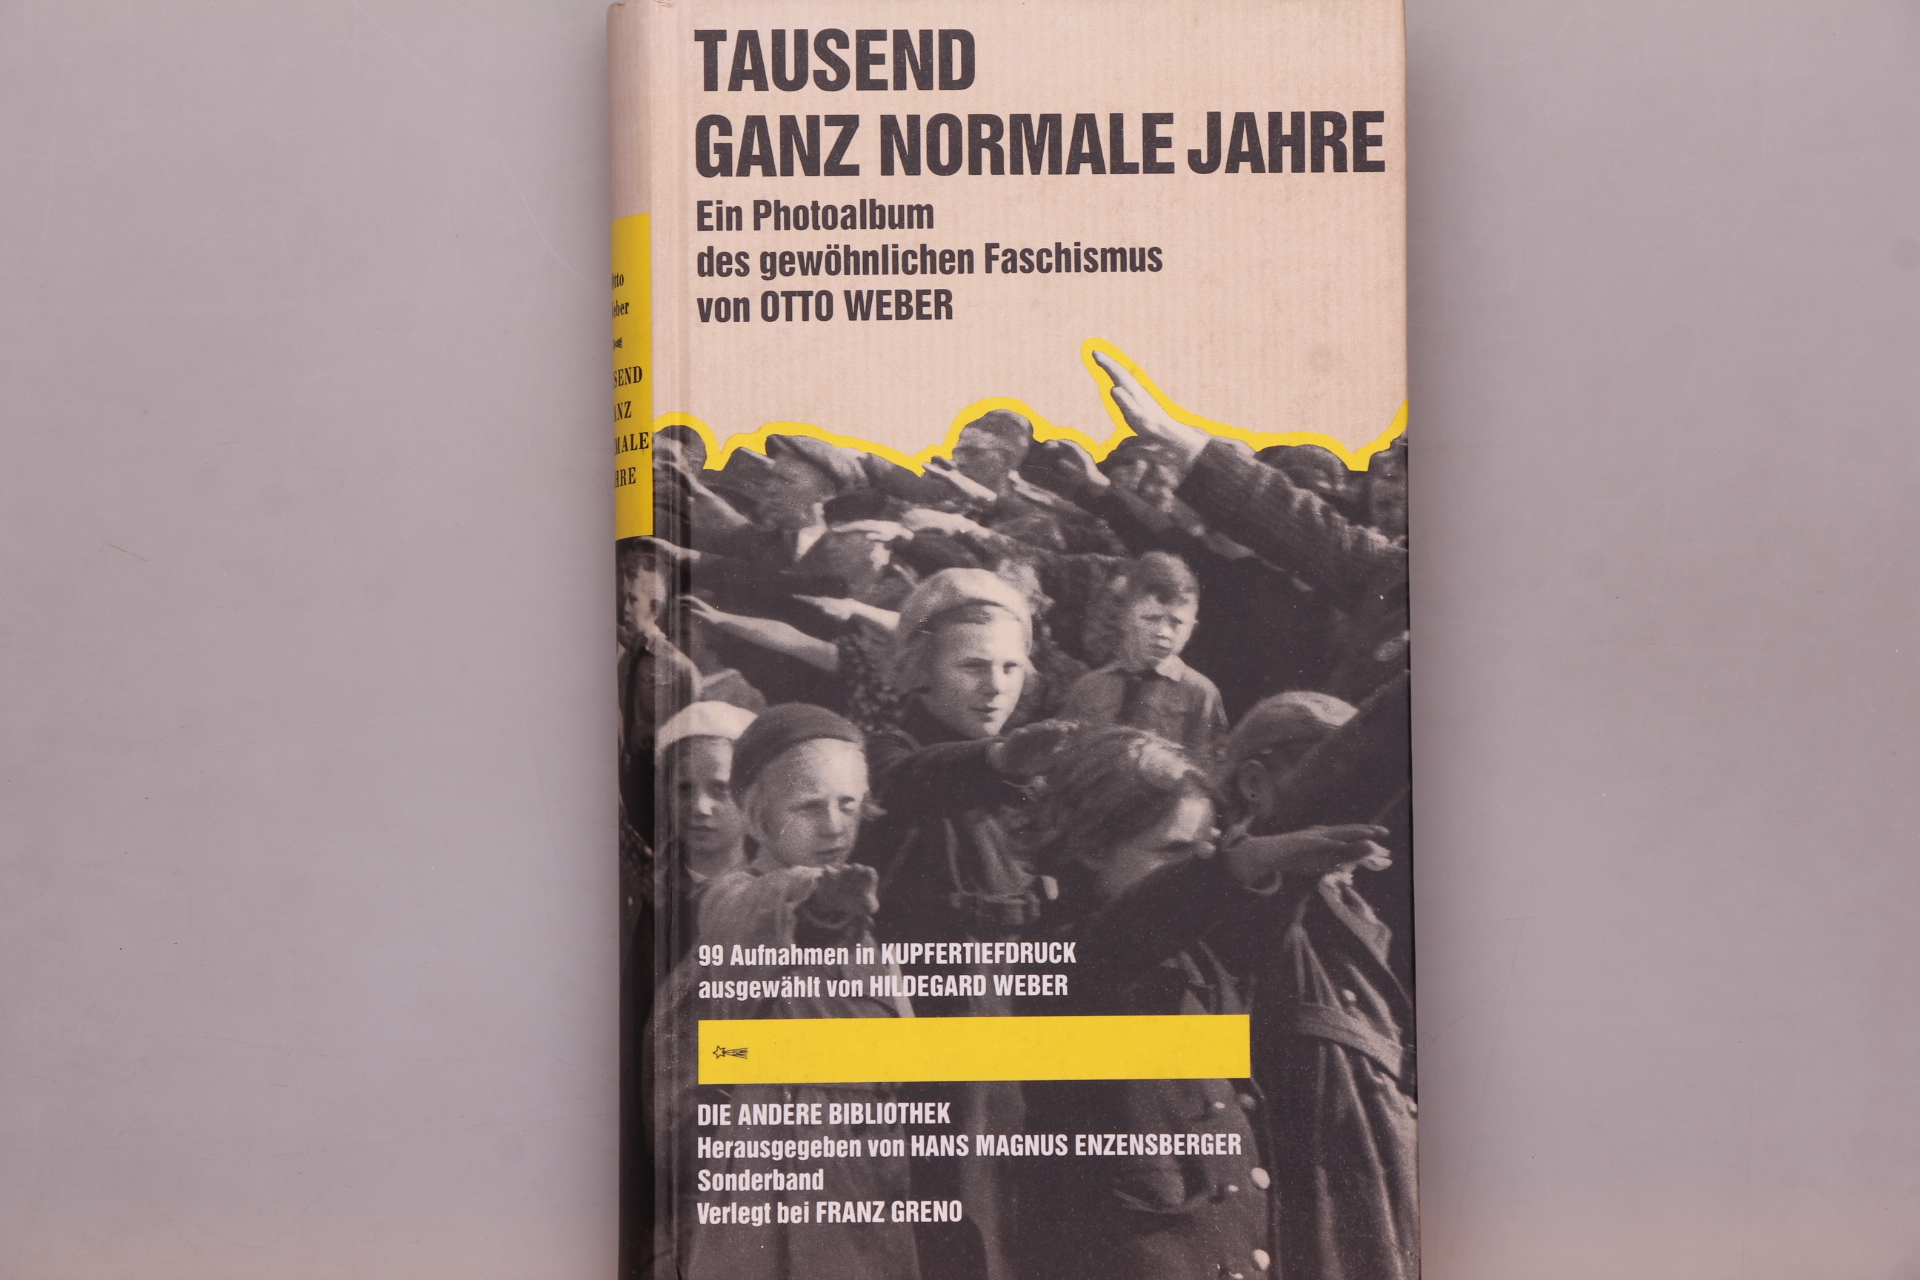 TAUSEND
GANZ NORMALE JAHRE
Ein Photoalbum
des gewöhnlichen Faschismus
von OTTO WEBER
99 Aufnahmen in KUPFERTIEFDRUCK
ausgewählt von HILDEGARD WEBER
DIE ANDERE BIBLIOTHEK
Herausgegeben von HANS MAGNUS ENZENSBERGER
Sonderband
Verlegt bei FRANZ GRENO